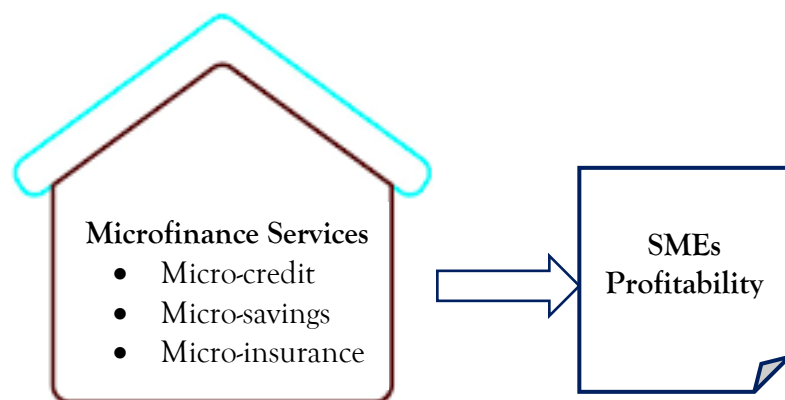 Microfinance Services
• Micro-credit
• Micro-savings
• Micro-insurance
SMEs
Profitability